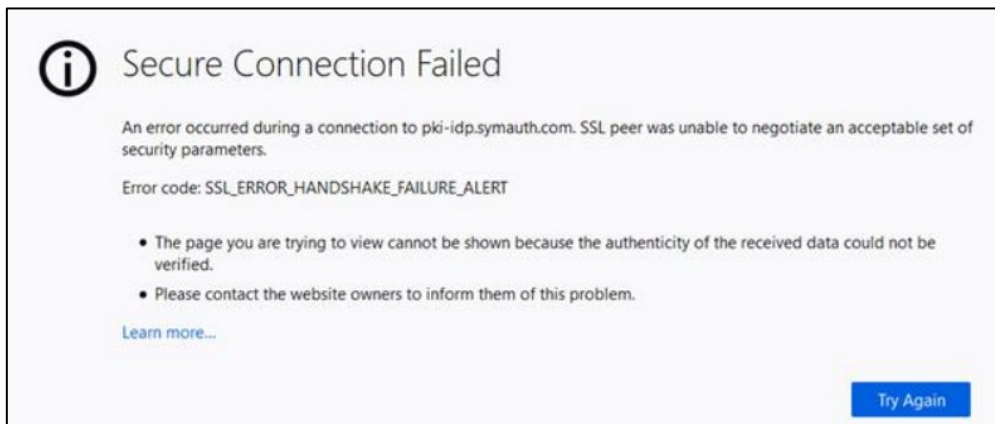 Secure Connection Failed
An error occurred during a connection to pki-idp.symauth.com. SSL peer was unable to negotiate an acceptable set of
security parameters.
Error code: SSL_ERROR_HANDSHAKE_FAILURE_ALERT
• The page you are trying to view cannot be shown because the authenticity of the received data could not be
verified.
• Please contact the website owners to inform them of this problem.
Learn more...
Try Again